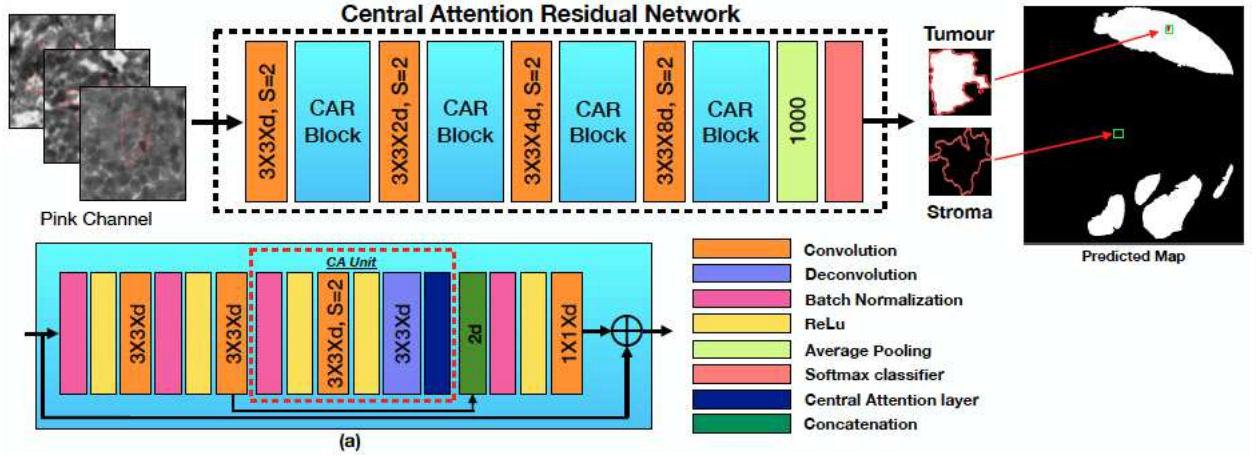 Central Attention Residual Network
Pink Channel
3X3Xd, S=2
CAR
Block
3X3X2d, S=2
CAR
Block
3X3X4d, S=2
CAR
Block
3X3X8d, S=2
CAR
Block
1000
Tumour
Stroma
Predicted Map
CA Unit
3X3Xd
3X3Xd
3X3Xd, S=2
3X3Xd
2d
1X1Xd
(a)
Convolution
Deconvolution
Batch Normalization
ReLu
Average Pooling
Softmax classifier
Central Attention layer
Concatenation